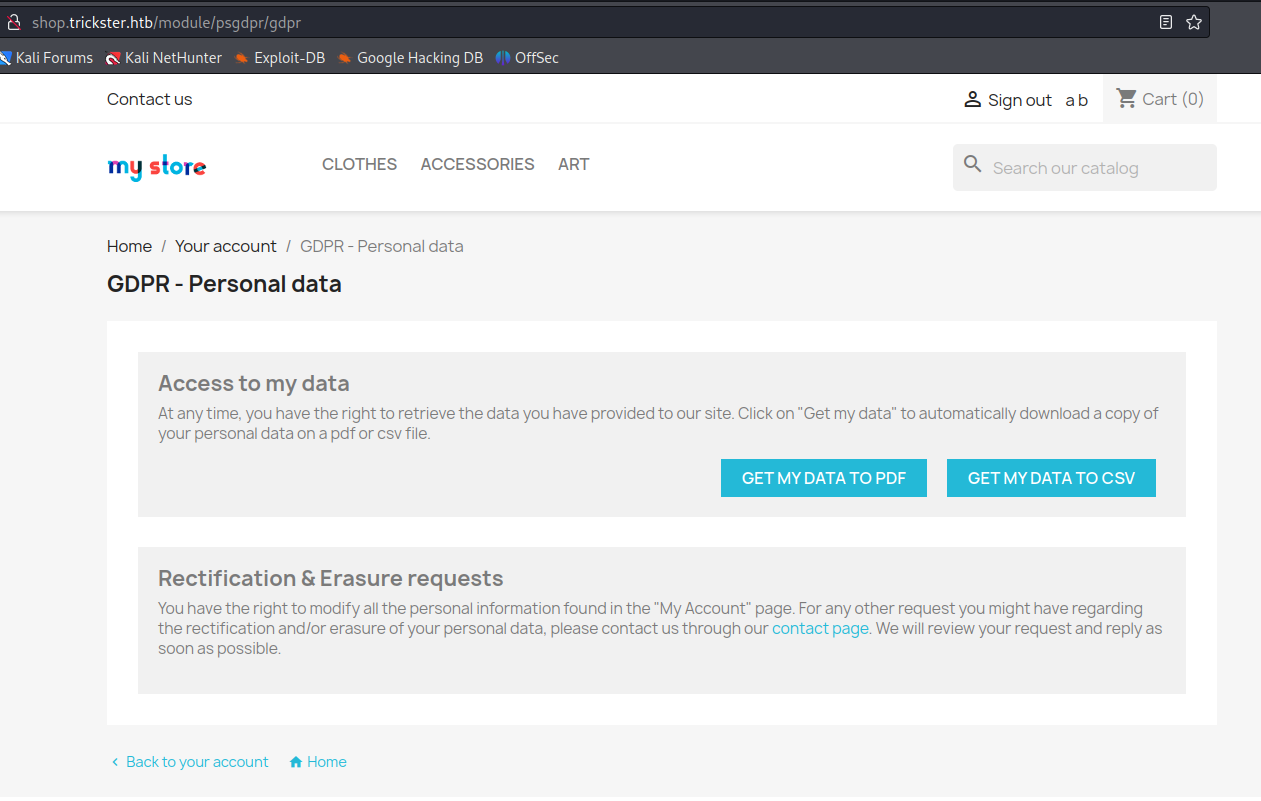 shop.trickster.htb/module/psgdpr/gdpr
Kali Forums Kali NetHunter Exploit-DB Google Hacking DB OffSec
Contact us Sign out a b Cart (0)
my store CLOTHES ACCESSORIES ART Search our catalog
Home / Your account / GDPR - Personal data
GDPR - Personal data
Access to my data
At any time, you have the right to retrieve the data you have provided to our site. Click on "Get my data" to automatically download a copy of
your personal data on a pdf or csv file.
GET MY DATA TO PDF GET MY DATA TO CSV
Rectification & Erasure requests
You have the right to modify all the personal information found in the "My Account" page. For any other request you might have regarding
the rectification and/or erasure of your personal data, please contact us through our contact page. We will review your request and reply as
soon as possible.
Back to your account Home